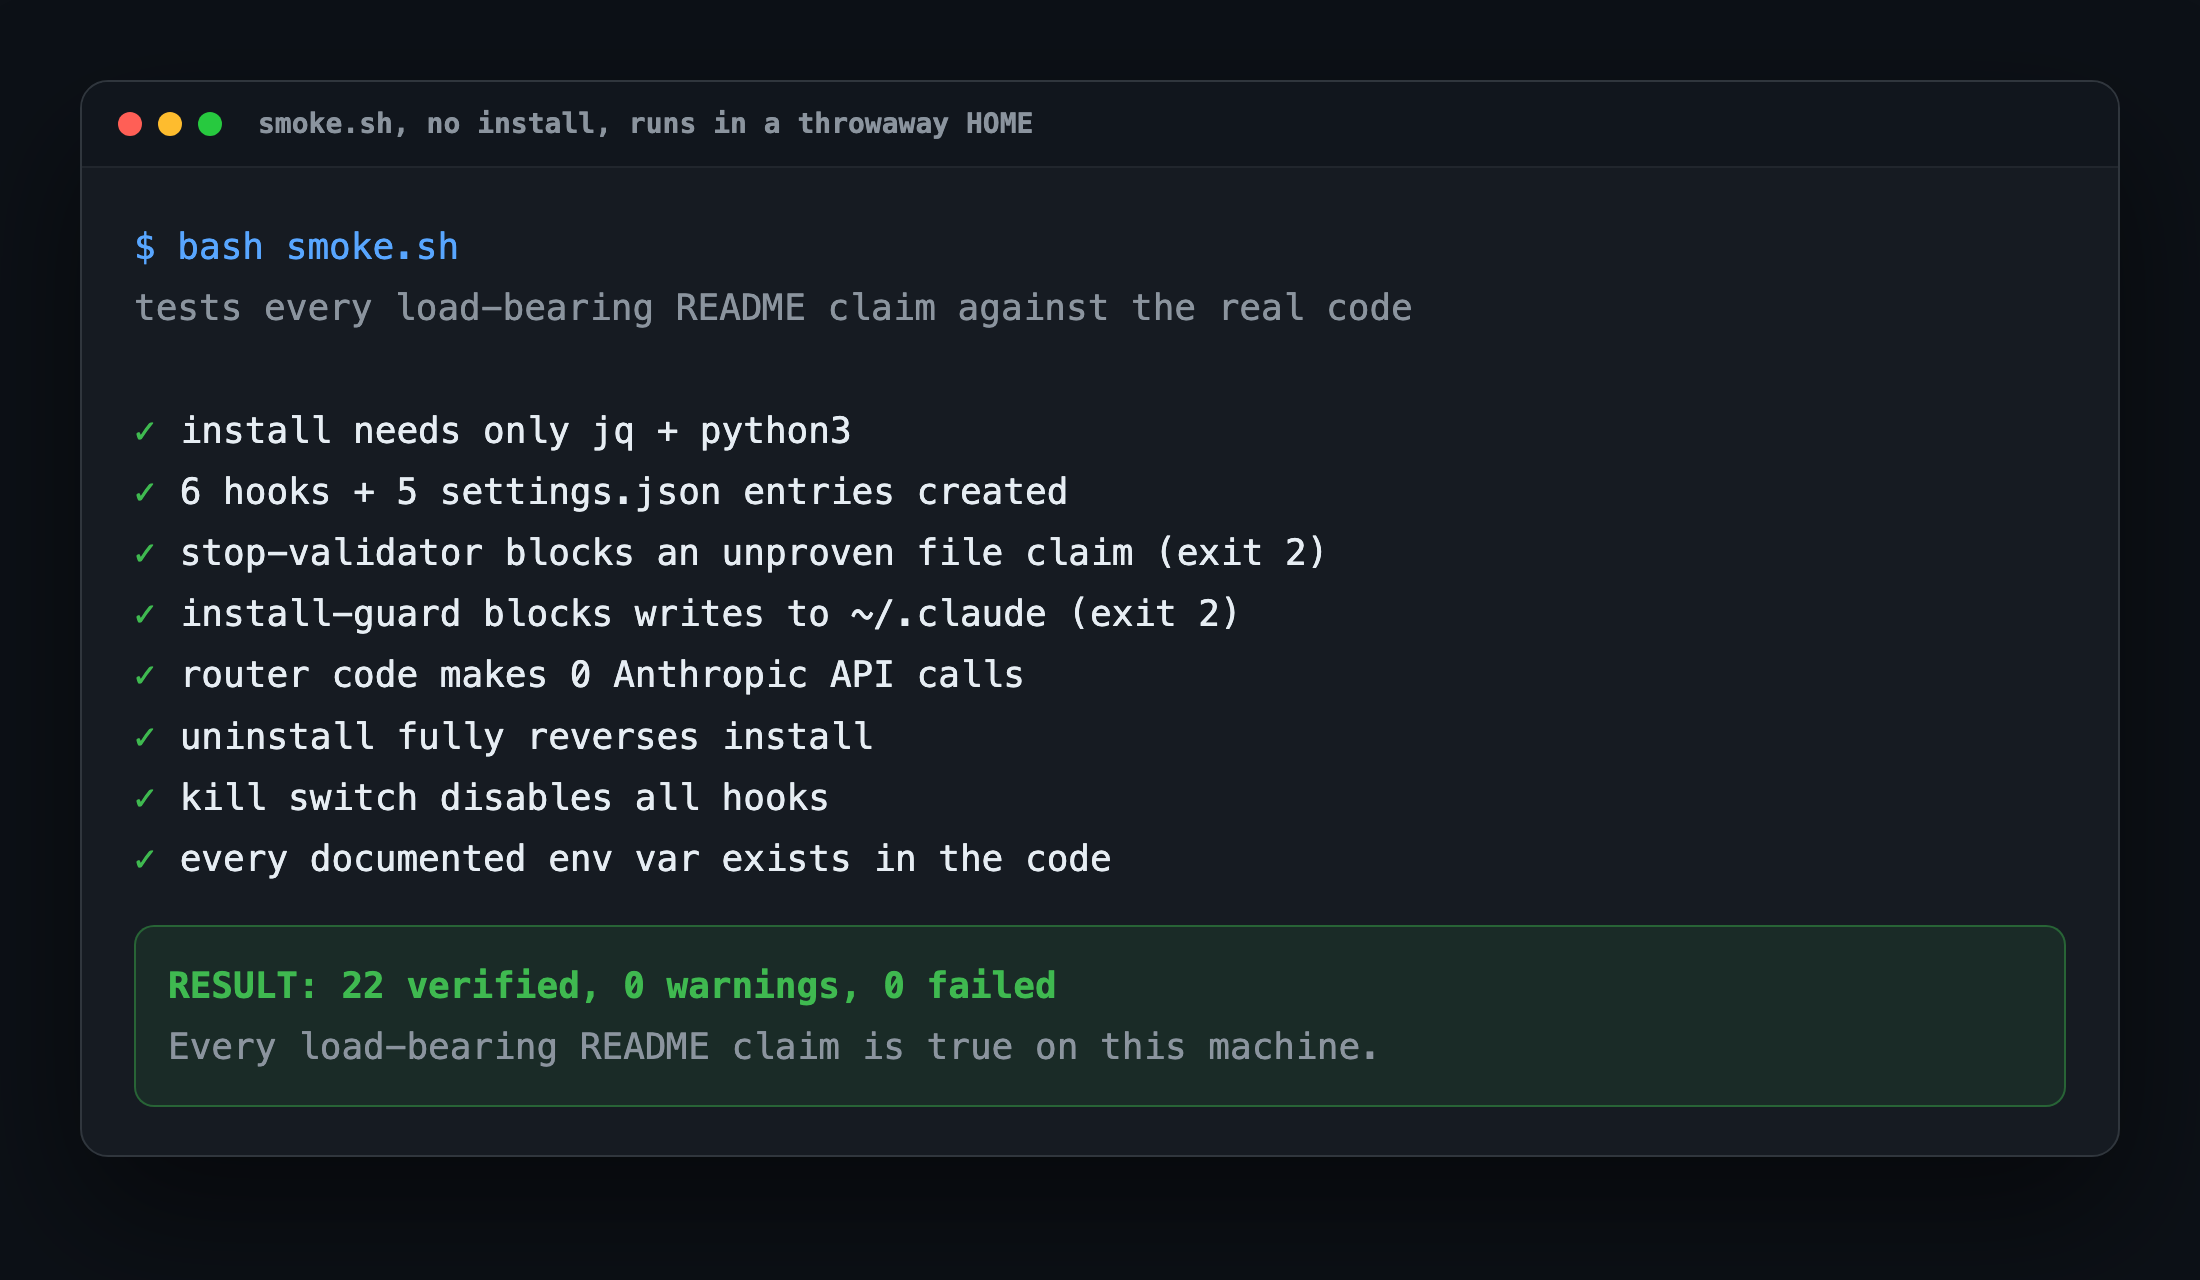 smoke.sh, no install, runs in a throwaway HOME
$ bash smoke.sh
tests every load-bearing README claim against the real code
✓ install needs only jq + python3
✓ 6 hooks + 5 settings.json entries created
✓ stop-validator blocks an unproven file claim (exit 2)
✓ install-guard blocks writes to ~/.claude (exit 2)
✓ router code makes 0 Anthropic API calls
✓ uninstall fully reverses install
✓ kill switch disables all hooks
✓ every documented env var exists in the code
RESULT: 22 verified, 0 warnings, 0 failed
Every load-bearing README claim is true on this machine.